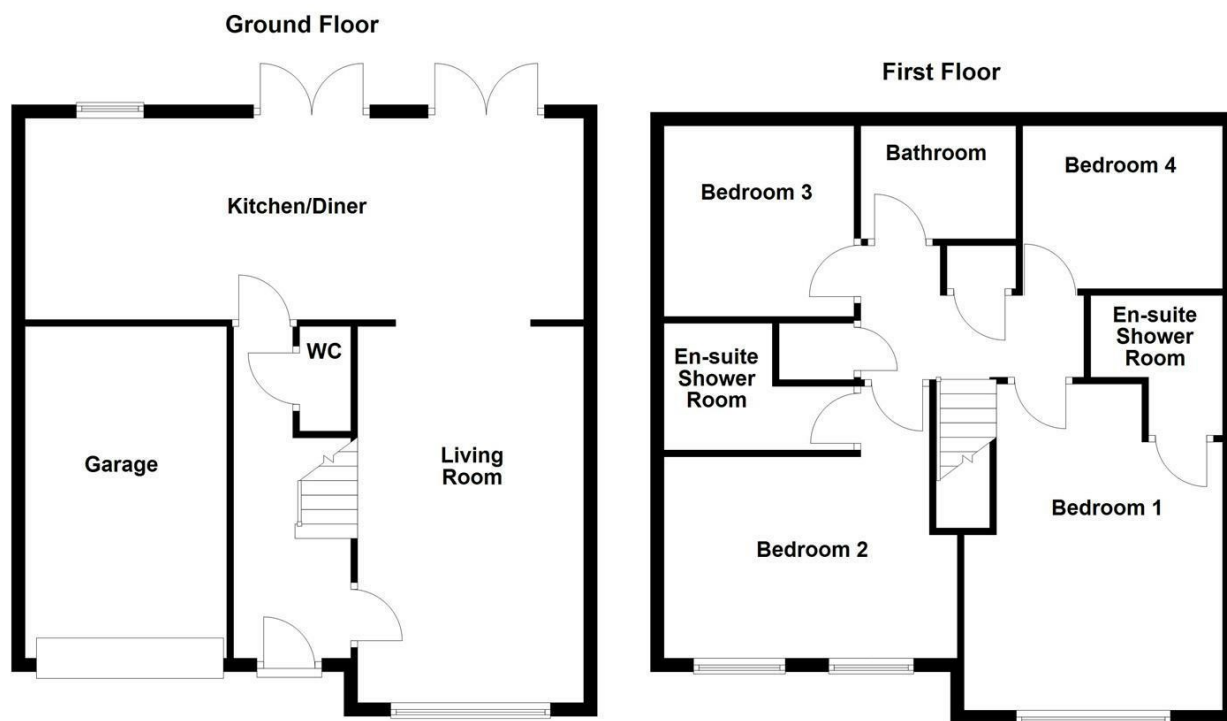 Ground Floor
Kitchen/Diner
WC
Garage
Living
Room
First Floor
Bedroom 3
Bathroom
Bedroom 4
En-suite
Shower
Room
En-suite
Shower
Room
Bedroom 2
Bedroom 1